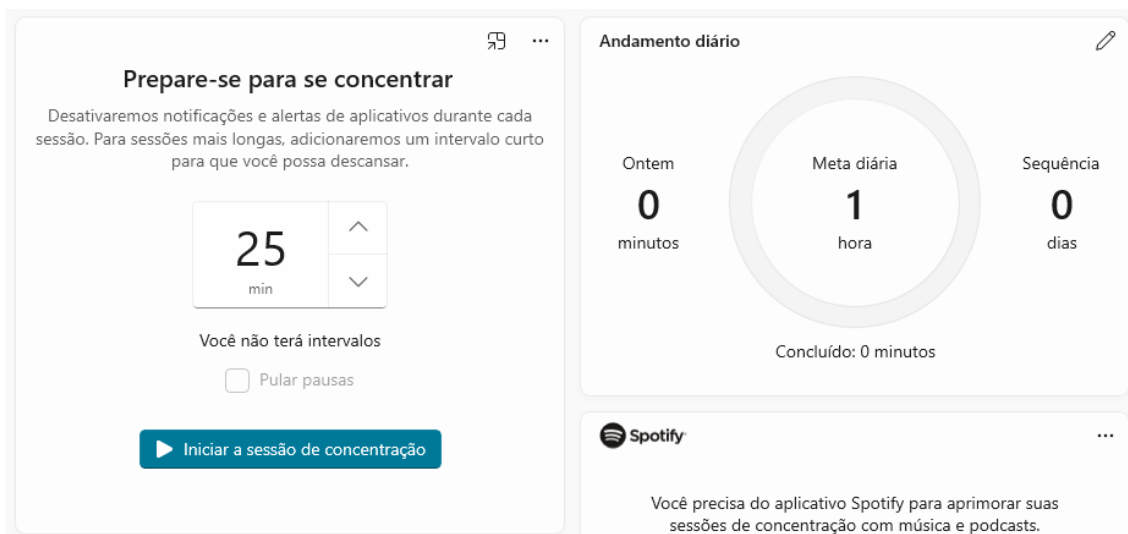 Prepare-se para se concentrar
Desativaremos notificações e alertas de aplicativos durante cada
sessão. Para sessões mais longas, adicionaremos um intervalo curto
para que você possa descansar.
25
min
Você não terá intervalos
Pular pausas
Iniciar a sessão de concentração
Andamento diário
Ontem
0
minutos
Meta diária
1
hora
Sequência
0
dias
Concluído: 0 minutos
Spotify
Você precisa do aplicativo Spotify para aprimorar suas
sessões de concentração com música e podcasts.